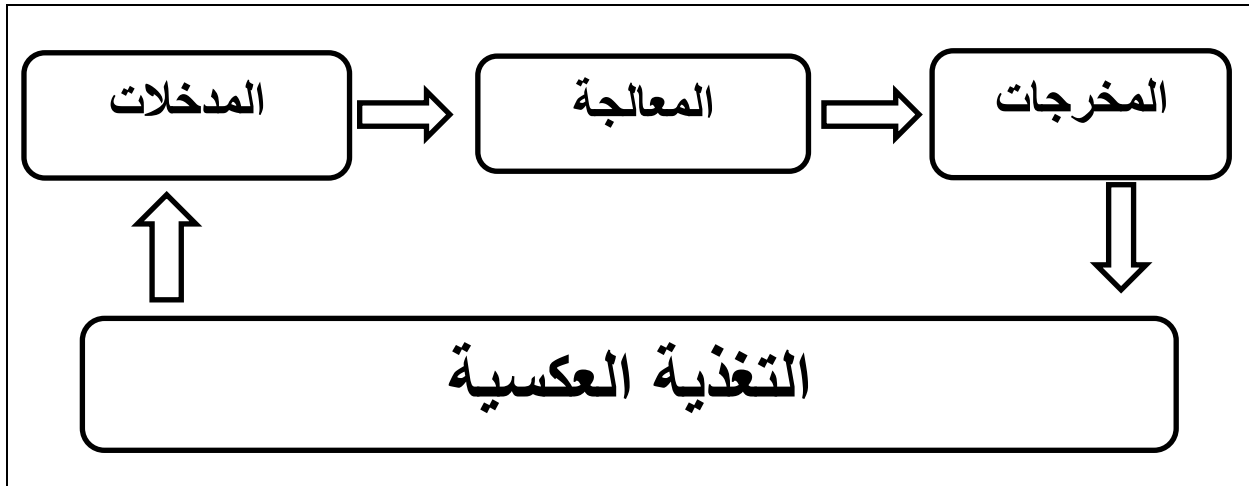 المدخلات
المعالجة
المخرجات
التغذية العكسية